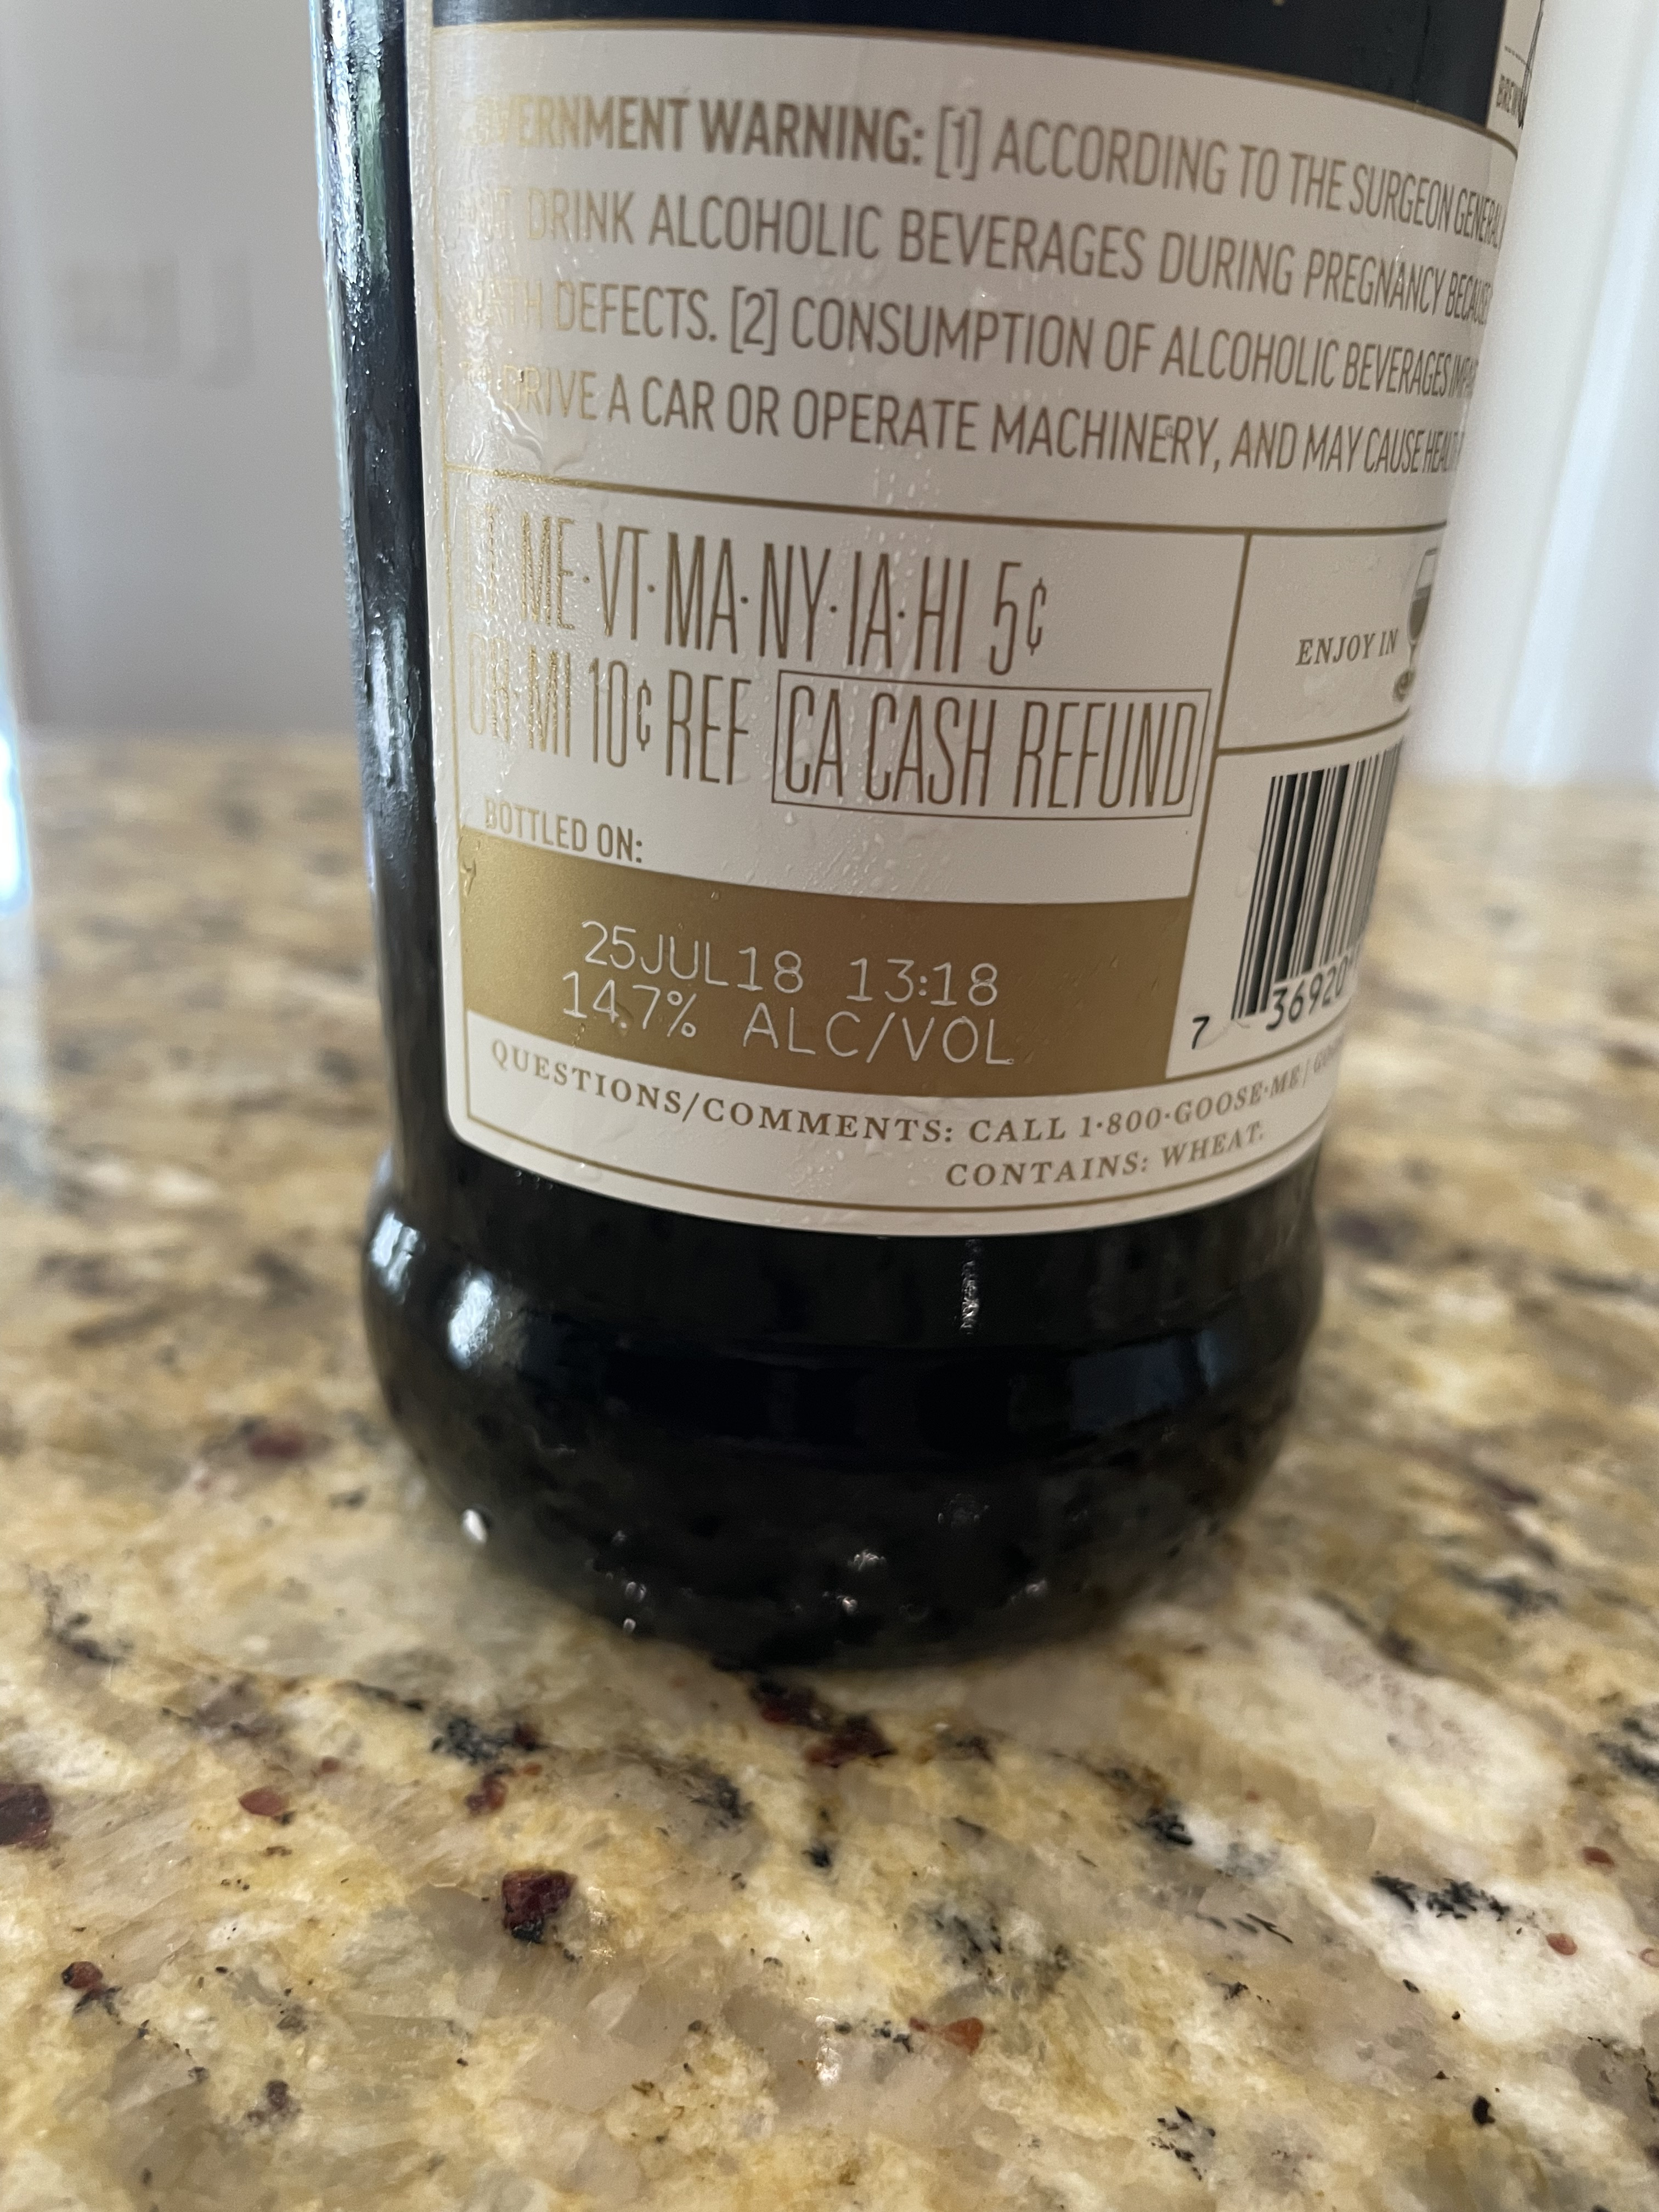 WARNING: [1] ACCORDING TO THE SURGEON GENERAL
DRINK ALCOHOLIC BEVERAGES DURING PREGNANCY
DEFECTS. [2] CONSUMPTION OF ALCOHOLIC BEVERAGES
DRIVE A CAR OR OPERATE MACHINERY, AND MAY CAUSE
ME·VT·MA·NY·IA·HI 5¢
MI 10¢ REF CA CASH REFUND
ENJOY IN
BOTTLED ON:
25JUL18 13:18
14.7% ALC/VOL
7 36920
QUESTIONS/COMMENTS: CALL 1·800·GOOSE·ME |
CONTAINS: WHEAT.